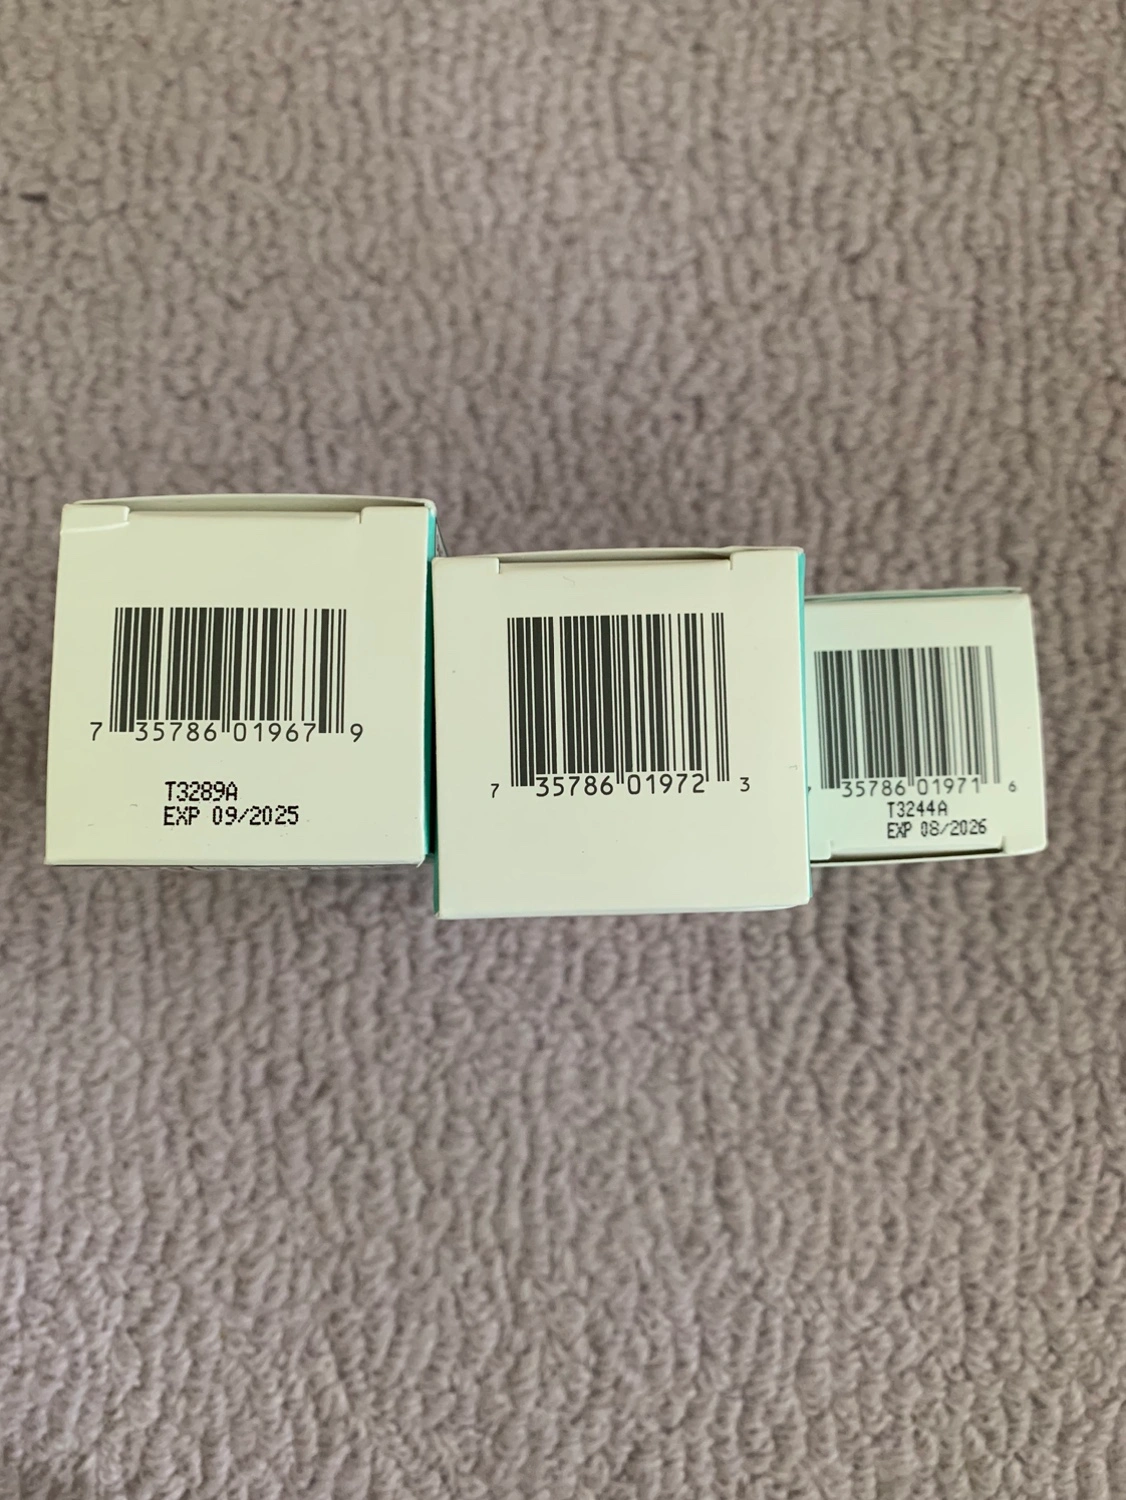 7 35786 01967 9
T3289A
EXP 09/2025
7 35786 01972 3
35786 01971 6
T3244A
EXP 08/2026